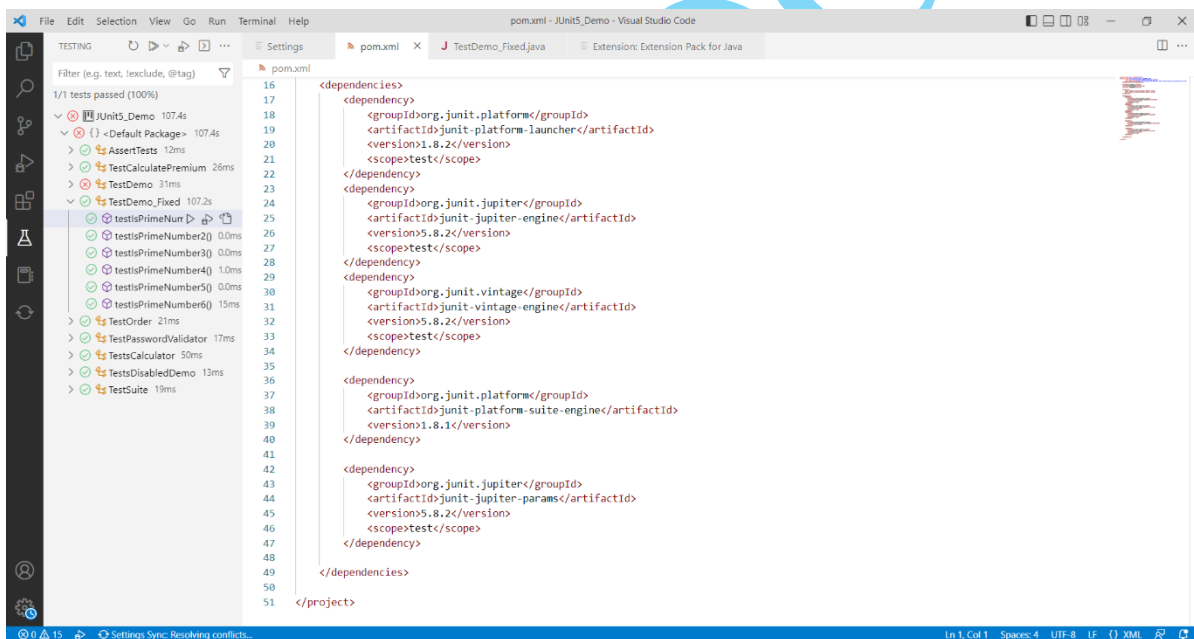 File Edit Selection View Go Run Terminal Help
pom.xml - JUnit5_Demo - Visual Studio Code
TESTING
Settings
pom.xml
J TestDemo_Fixed.java
Extension: Extension Pack for Java
Filter (e.g. text, !exclude, @tag)
pom.xml
1/1 tests passed (100%)
JUnit5_Demo 107.4s
{} <Default Package> 107.4s
AssertTests 12ms
TestCalculatePremium 26ms
TestDemo 31ms
TestDemo_Fixed 107.2s
testIsPrimeNum
testIsPrimeNumber2() 0.0ms
testIsPrimeNumber3() 0.0ms
testIsPrimeNumber4() 1.0ms
testIsPrimeNumber5() 0.0ms
testIsPrimeNumber6() 15ms
TestOrder 21ms
TestPasswordValidator 17ms
TestsCalculator 50ms
TestsDisabledDemo 13ms
TestSuite 19ms
16 <dependencies>
17 <dependency>
18 <groupId>org.junit.platform</groupId>
19 <artifactId>junit-platform-launcher</artifactId>
20 <version>1.8.2</version>
21 <scope>test</scope>
22 </dependency>
23 <dependency>
24 <groupId>org.junit.jupiter</groupId>
25 <artifactId>junit-jupiter-engine</artifactId>
26 <version>5.8.2</version>
27 <scope>test</scope>
28 </dependency>
29 <dependency>
30 <groupId>org.junit.vintage</groupId>
31 <artifactId>junit-vintage-engine</artifactId>
32 <version>5.8.2</version>
33 <scope>test</scope>
34 </dependency>
35
36 <dependency>
37 <groupId>org.junit.platform</groupId>
38 <artifactId>junit-platform-suite-engine</artifactId>
39 <version>1.8.1</version>
40 </dependency>
41
42 <dependency>
43 <groupId>org.junit.jupiter</groupId>
44 <artifactId>junit-jupiter-params</artifactId>
45 <version>5.8.2</version>
46 <scope>test</scope>
47 </dependency>
48
49 </dependencies>
50
51 </project>
0 15 Settings Sync: Resolving conflicts...
Ln 1, Col 1 Spaces: 4 UTF-8 LF {} XML